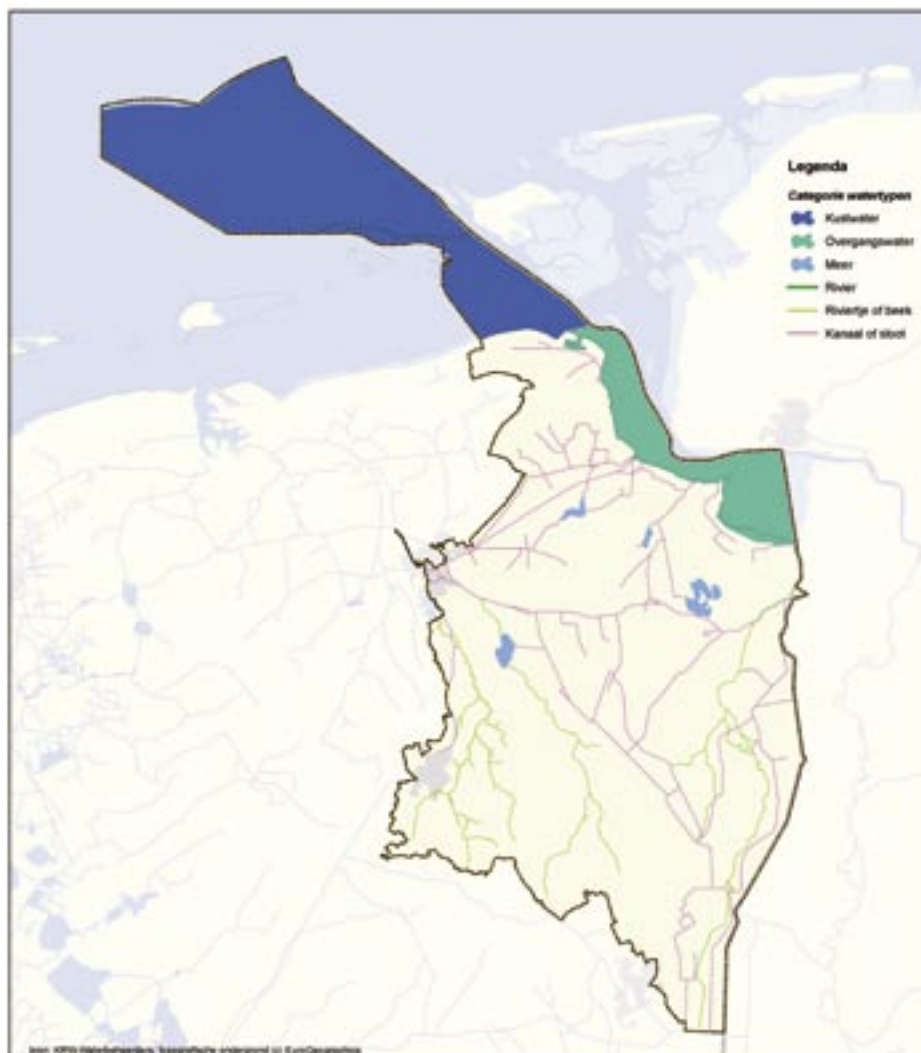 Legenda
Categorie watertypen
Kustwater
Overgangswater
Meer
Rivier
Riviertje of beek
Kanaal of sloot